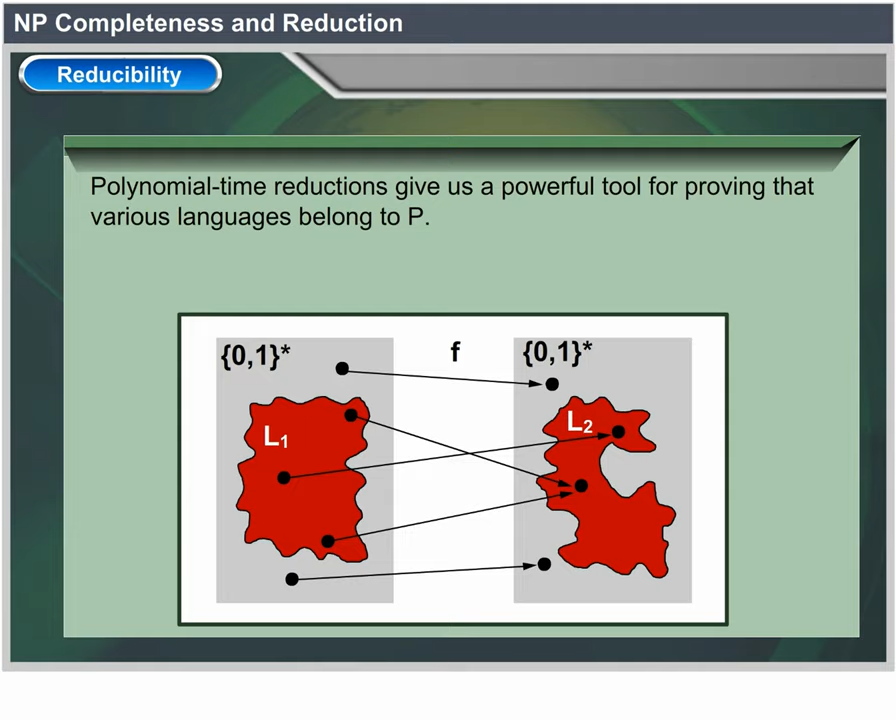 NP Completeness and Reduction
Reducibility
Polynomial-time reductions give us a powerful tool for proving that
various languages belong to P.
{0,1}* f {0,1}*
L₁ L₂